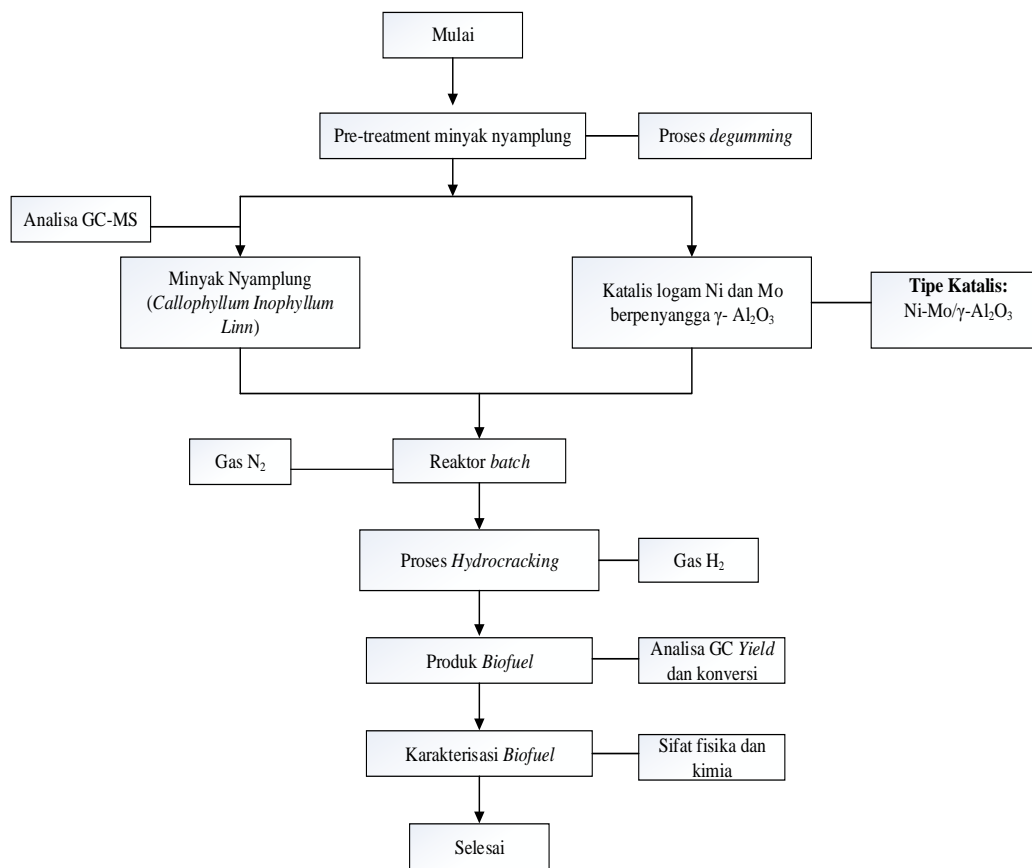 Mulai
Pre-treatment minyak nyamplung
Proses degumming
Analisa GC-MS
Minyak Nyamplung
(Callophyllum Inophyllum
Linn)
Katalis logam Ni dan Mo
berpenyangga γ- Al₂O₃
Tipe Katalis:
Ni-Mo/γ-Al₂O₃
Gas N₂
Reaktor batch
Proses Hydrocracking
Gas H₂
Produk Biofuel
Analisa GC Yield
dan konversi
Karakterisasi Biofuel
Sifat fisika dan
kimia
Selesai